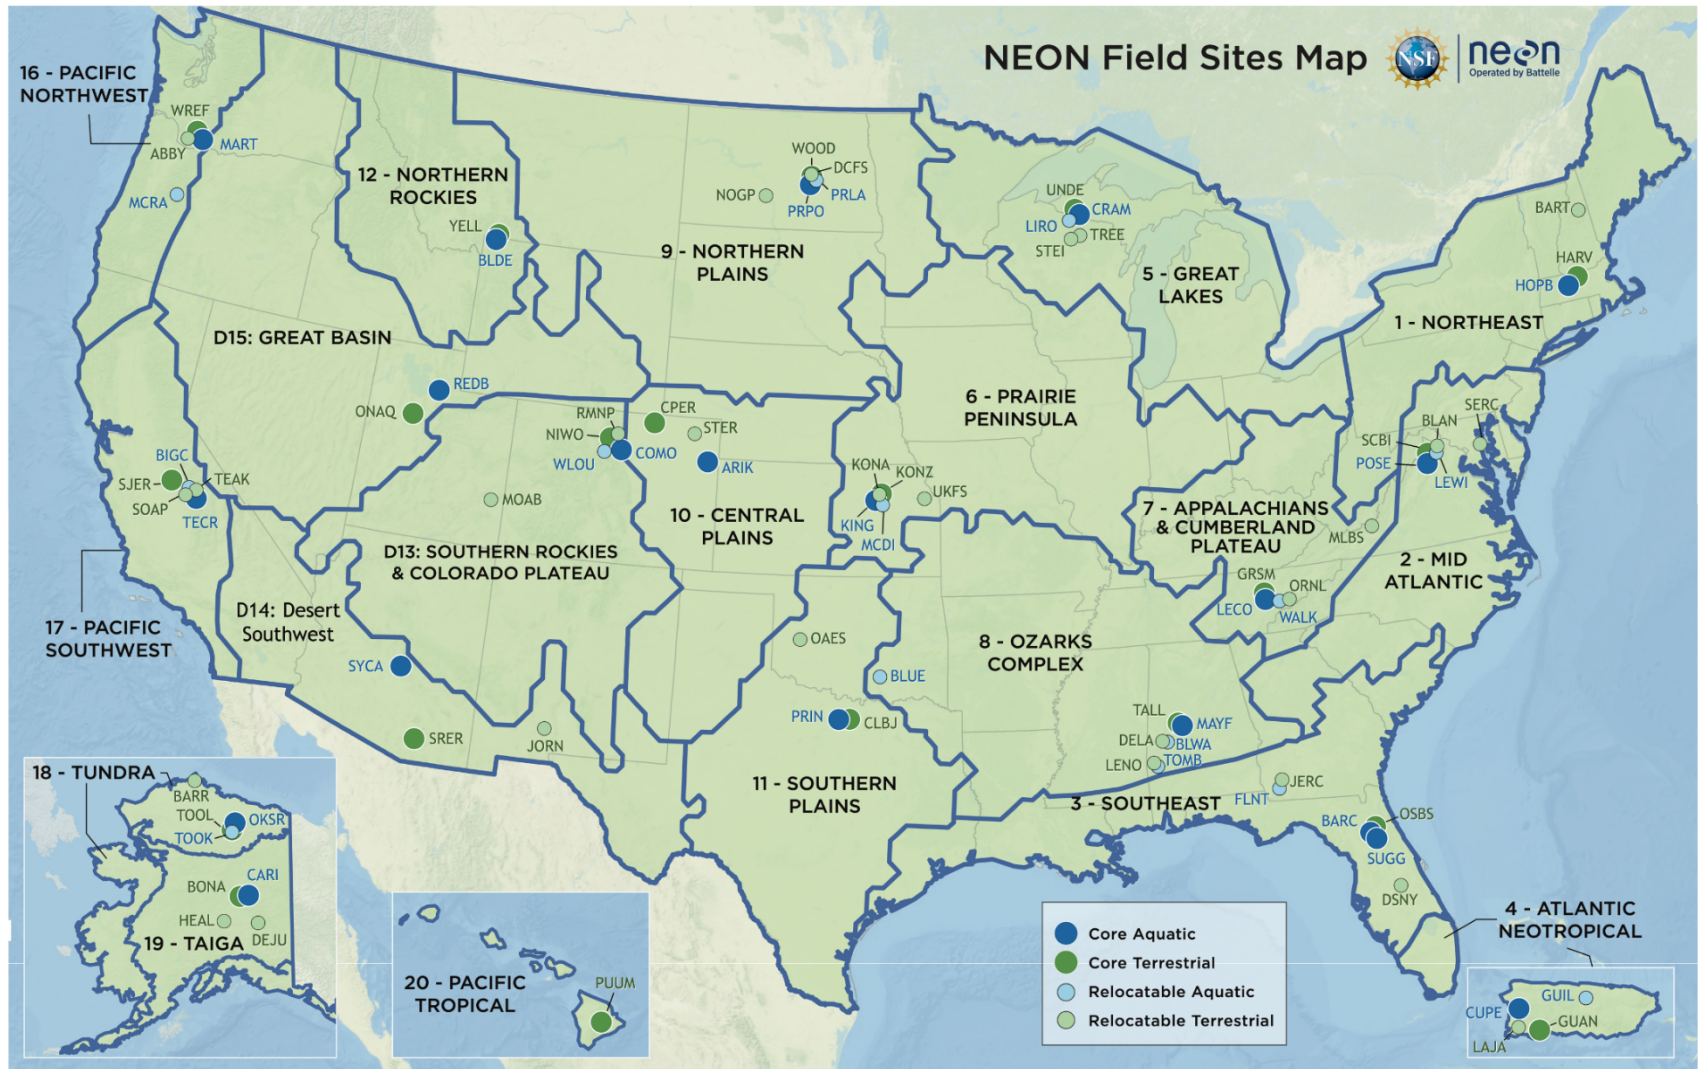 NEON Field Sites Map
NSF
neon
Operated by Battelle
16 - PACIFIC
NORTHWEST
WREF
ABBY
MART
MCRA
12 - NORTHERN
ROCKIES
YELL
BLDE
WOOD
DCFS
NOGP
PRLA
PRPO
9 - NORTHERN
PLAINS
UNDE
CRAM
LIRO
TREE
STEI
5 - GREAT
LAKES
BART
HARV
HOPB
1 - NORTHEAST
D15: GREAT BASIN
REDB
ONAQ
RMNP
CPER
NIWO
STER
WLOU
COMO
ARIK
6 - PRAIRIE
PENINSULA
SERC
BLAN
SCBI
POSE
LEWI
BIGC
SJER
TEAK
SOAP
TECR
MOAB
KONA
KONZ
UKFS
KING
MCDI
10 - CENTRAL
PLAINS
7 - APPALACHIANS
& CUMBERLAND
PLATEAU
MLBS
D13: SOUTHERN ROCKIES
& COLORADO PLATEAU
2 - MID
ATLANTIC
GRSM
ORNL
LECO
WALK
D14: Desert
Southwest
17 - PACIFIC
SOUTHWEST
OAES
8 - OZARKS
COMPLEX
SYCA
BLUE
PRIN
CLBJ
TALL
MAYF
SRER
JORN
DELA
BLWA
LENO
TOMB
11 - SOUTHERN
PLAINS
JERC
FLNT
3 - SOUTHEAST
OSBS
BARC
SUGG
DSNY
18 - TUNDRA
BARR
TOOL
OKSR
TOOK
CARI
BONA
HEAL
DEJU
19 - TAIGA
20 - PACIFIC
TROPICAL
PUUM
Core Aquatic
Core Terrestrial
Relocatable Aquatic
Relocatable Terrestrial
4 - ATLANTIC
NEOTROPICAL
GUIL
CUPE
GUAN
LAJA